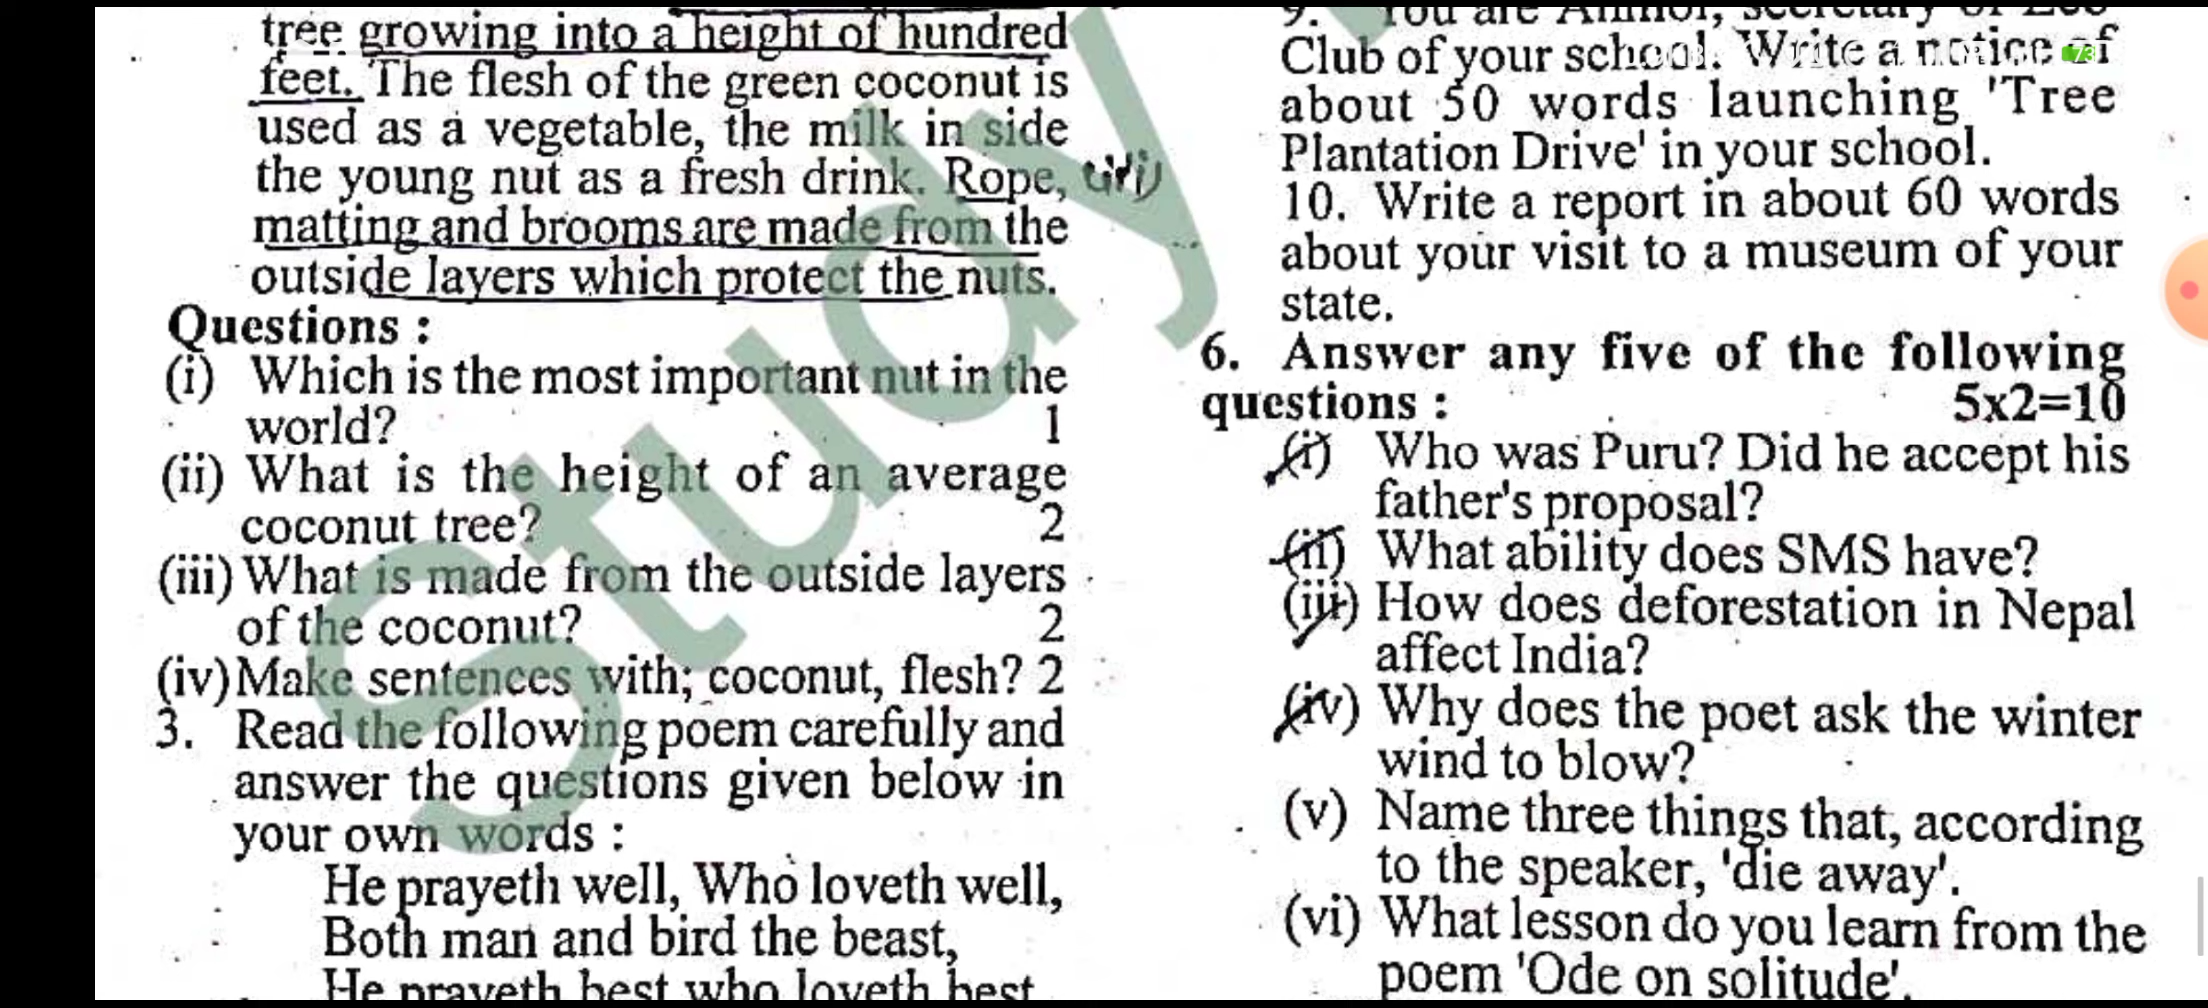 tree growing into a height of hundred
feet. The flesh of the green coconut is
used as a vegetable, the milk in side
the young nut as a fresh drink. Rope,
matting and brooms are made from the
outside layers which protect the nuts.
Questions :
(i) Which is the most important nut in the
world? 1
(ii) What is the height of an average
coconut tree? 2
(iii) What is made from the outside layers
of the coconut? 2
(iv) Make sentences with; coconut, flesh? 2
3. Read the following poem carefully and
answer the questions given below in
your own words :
He prayeth well, Who loveth well,
Both man and bird the beast,
He prayeth best who loveth best
9. You are Anmol, secretary of Eco
Club of your school. Write a notice of
about 50 words launching 'Tree
Plantation Drive' in your school.
10. Write a report in about 60 words
about your visit to a museum of your
state.
6. Answer any five of the following
questions : 5x2=10
(i) Who was Puru? Did he accept his
father's proposal?
(ii) What ability does SMS have?
(iii) How does deforestation in Nepal
affect India?
(iv) Why does the poet ask the winter
wind to blow?
(v) Name three things that, according
to the speaker, 'die away'.
(vi) What lesson do you learn from the
poem 'Ode on solitude'.
Study
73